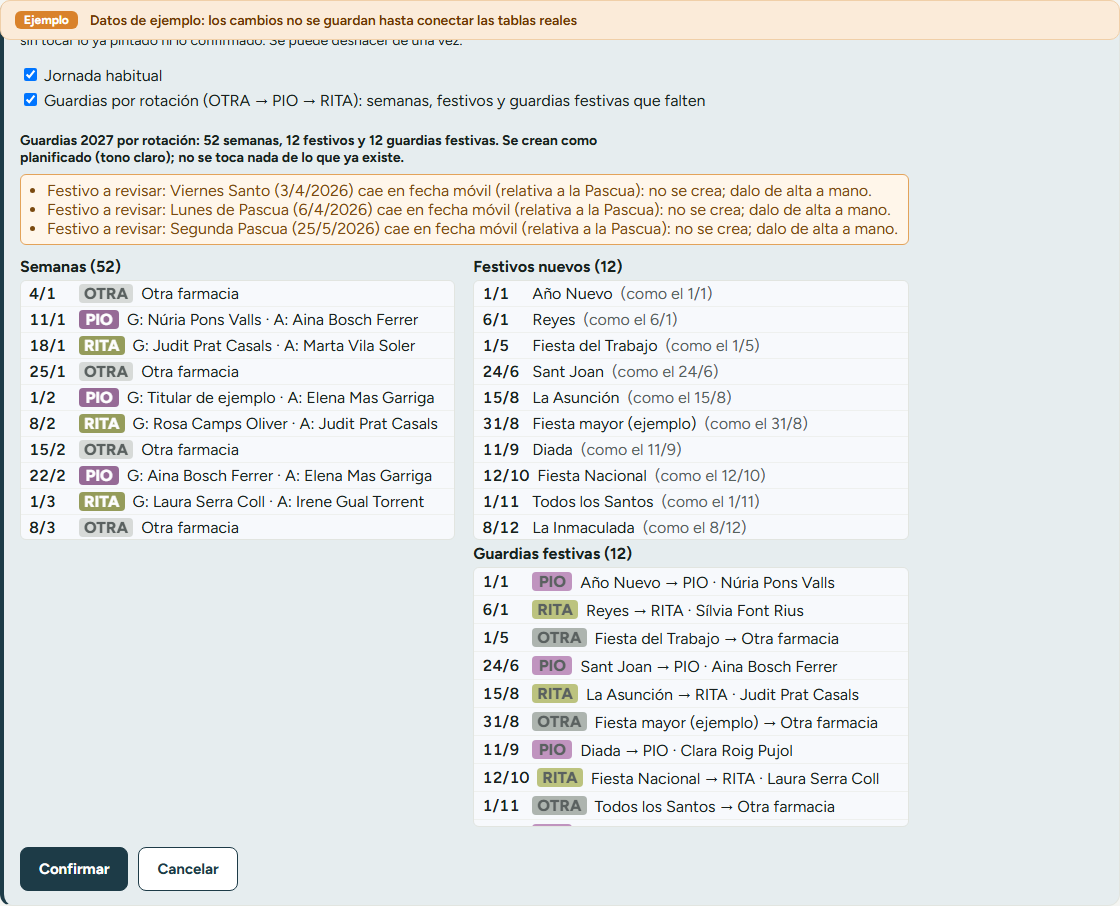 Ejemplo Datos de ejemplo: los cambios no se guardan hasta conectar las tablas reales
sin tocar lo ya pintado ni lo confirmado. Se puede deshacer de una vez.
Jornada habitual
Guardias por rotación (OTRA → PIO → RITA): semanas, festivos y guardias festivas que falten
Guardias 2027 por rotación: 52 semanas, 12 festivos y 12 guardias festivas. Se crean como
planificado (tono claro); no se toca nada de lo que ya existe.
• Festivo a revisar: Viernes Santo (3/4/2026) cae en fecha móvil (relativa a la Pascua): no se crea; dalo de alta a mano.
• Festivo a revisar: Lunes de Pascua (6/4/2026) cae en fecha móvil (relativa a la Pascua): no se crea; dalo de alta a mano.
• Festivo a revisar: Segunda Pascua (25/5/2026) cae en fecha móvil (relativa a la Pascua): no se crea; dalo de alta a mano.
Semanas (52)
4/1 OTRA Otra farmacia
11/1 PIO G: Núria Pons Valls · A: Aina Bosch Ferrer
18/1 RITA G: Judit Prat Casals · A: Marta Vila Soler
25/1 OTRA Otra farmacia
1/2 PIO G: Titular de ejemplo · A: Elena Mas Garriga
8/2 RITA G: Rosa Camps Oliver · A: Judit Prat Casals
15/2 OTRA Otra farmacia
22/2 PIO G: Aina Bosch Ferrer · A: Elena Mas Garriga
1/3 RITA G: Laura Serra Coll · A: Irene Gual Torrent
8/3 OTRA Otra farmacia
Festivos nuevos (12)
1/1 Año Nuevo (como el 1/1)
6/1 Reyes (como el 6/1)
1/5 Fiesta del Trabajo (como el 1/5)
24/6 Sant Joan (como el 24/6)
15/8 La Asunción (como el 15/8)
31/8 Fiesta mayor (ejemplo) (como el 31/8)
11/9 Diada (como el 11/9)
12/10 Fiesta Nacional (como el 12/10)
1/11 Todos los Santos (como el 1/11)
8/12 La Inmaculada (como el 8/12)
Guardias festivas (12)
1/1 PIO Año Nuevo → PIO · Núria Pons Valls
6/1 RITA Reyes → RITA · Sílvia Font Rius
1/5 OTRA Fiesta del Trabajo → Otra farmacia
24/6 PIO Sant Joan → PIO · Aina Bosch Ferrer
15/8 RITA La Asunción → RITA · Judit Prat Casals
31/8 OTRA Fiesta mayor (ejemplo) → Otra farmacia
11/9 PIO Diada → PIO · Clara Roig Pujol
12/10 RITA Fiesta Nacional → RITA · Laura Serra Coll
1/11 OTRA Todos los Santos → Otra farmacia
Confirmar
Cancelar